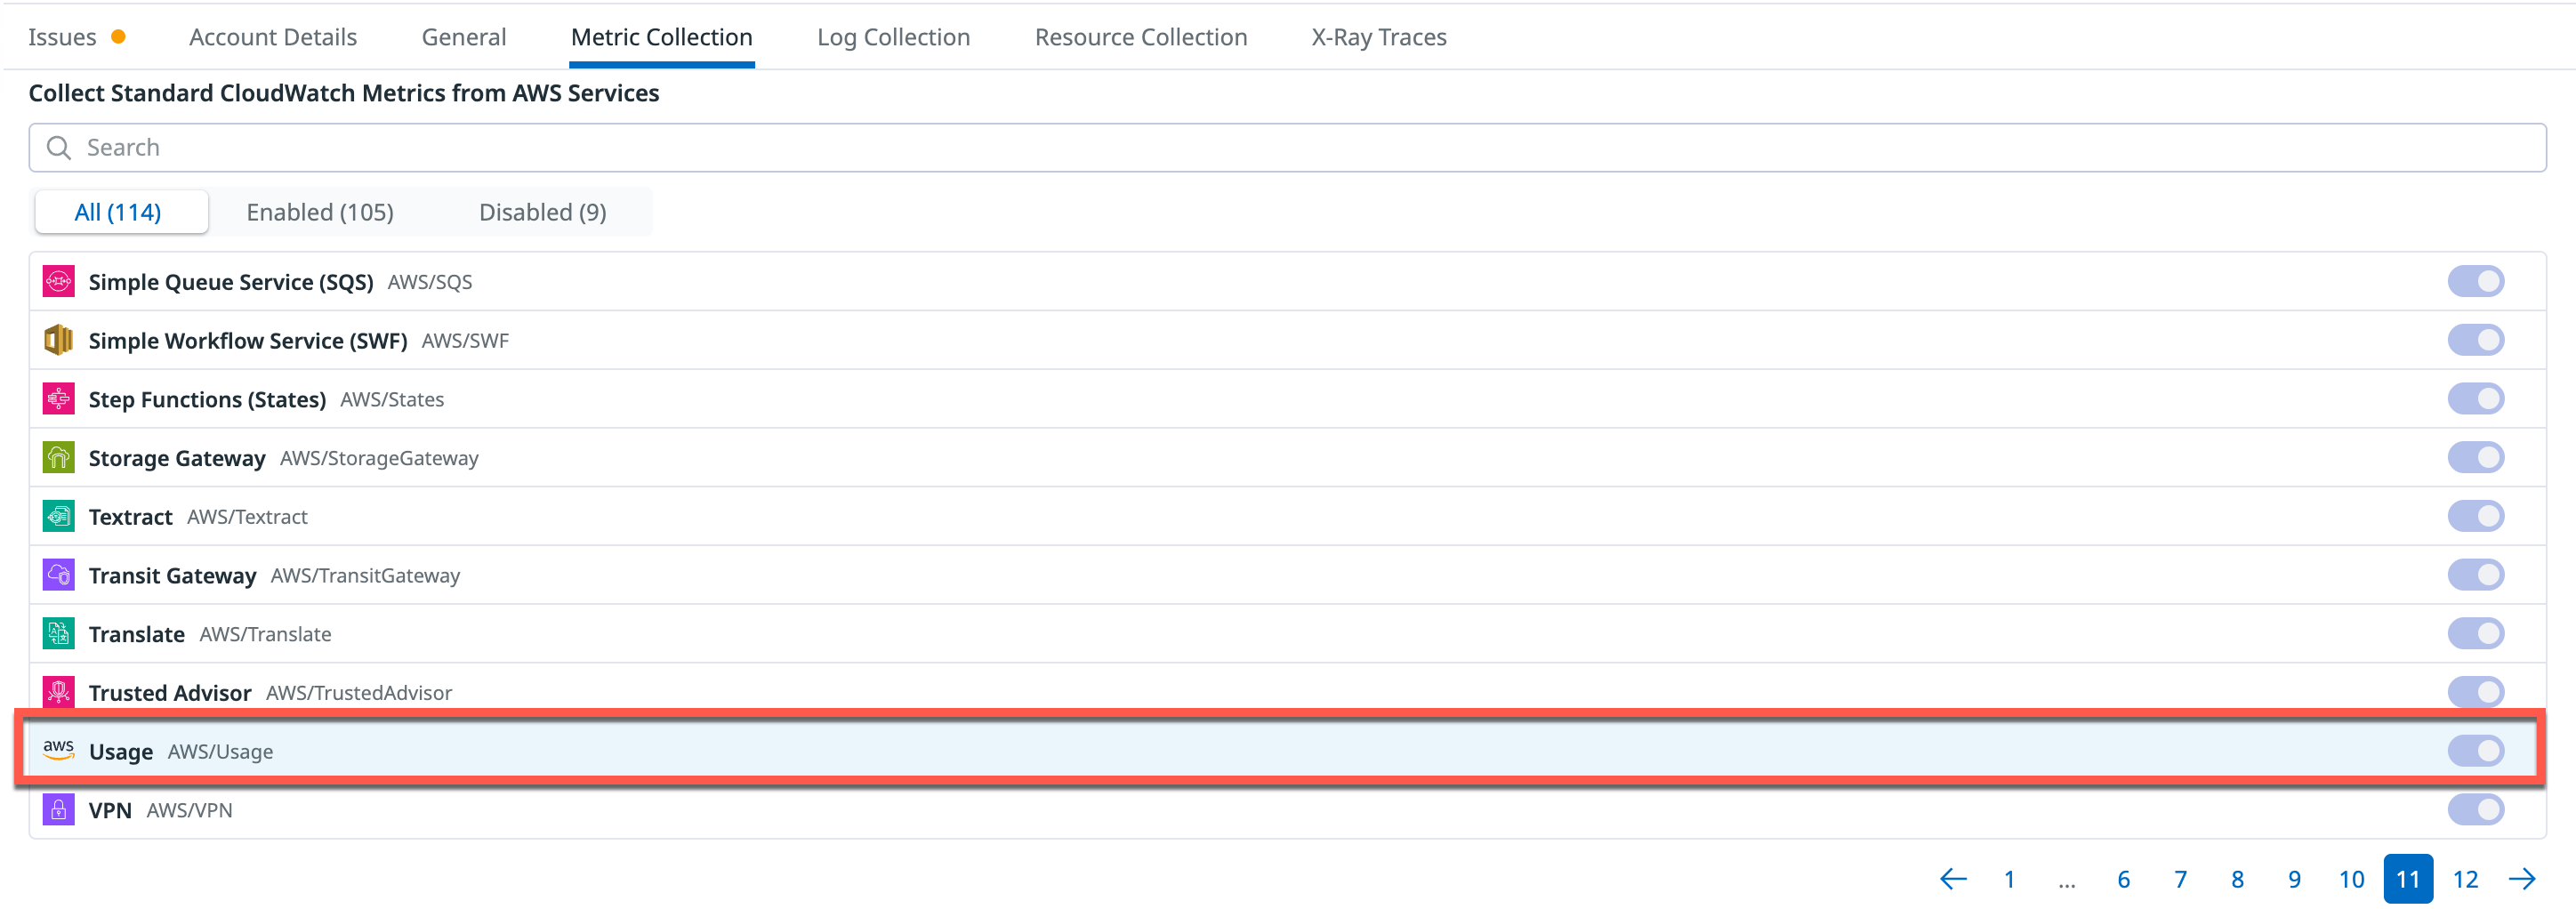 Issues Account Details General Metric Collection Log Collection Resource Collection X-Ray Traces
Collect Standard CloudWatch Metrics from AWS Services
Search
All (114) Enabled (105) Disabled (9)
Simple Queue Service (SQS) AWS/SQS
Simple Workflow Service (SWF) AWS/SWF
Step Functions (States) AWS/States
Storage Gateway AWS/StorageGateway
Textract AWS/Textract
Transit Gateway AWS/TransitGateway
Translate AWS/Translate
Trusted Advisor AWS/TrustedAdvisor
aws Usage AWS/Usage
VPN AWS/VPN
1 ... 6 7 8 9 10 11 12